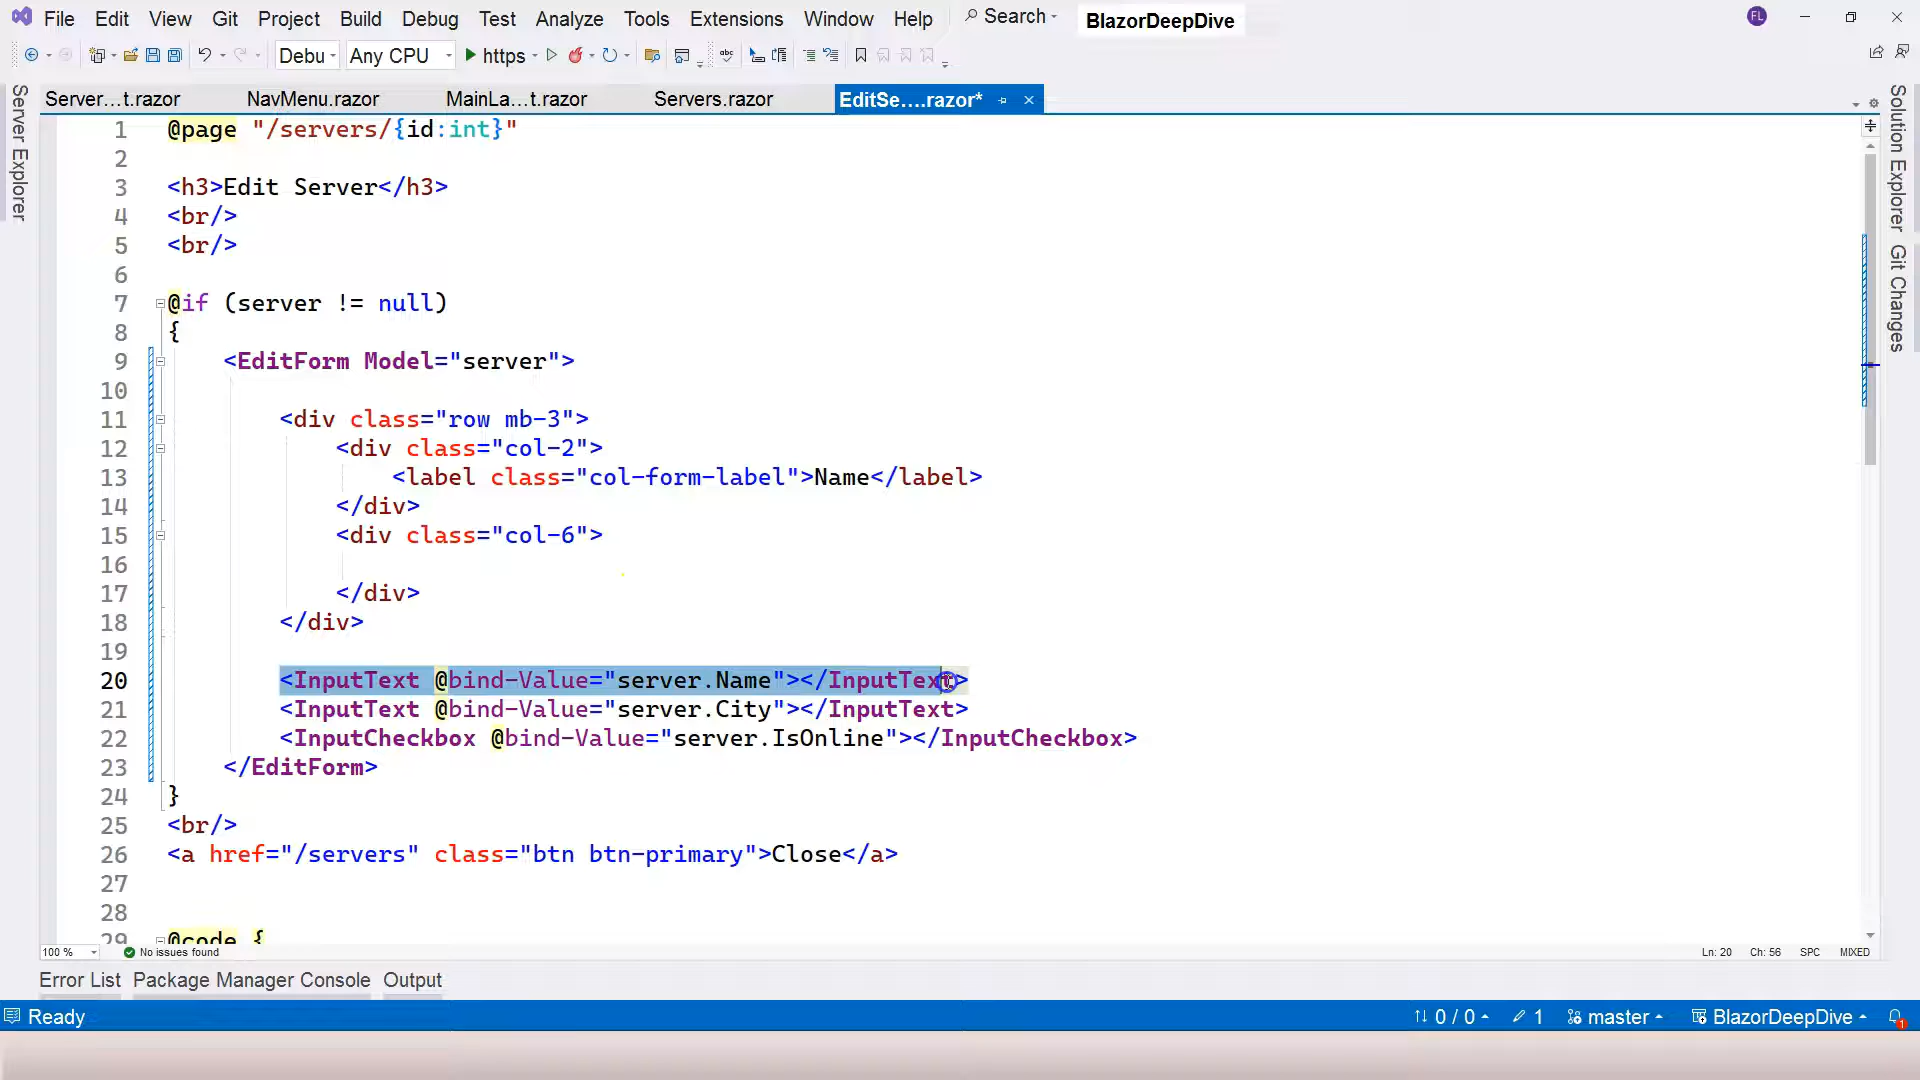 File Edit View Git Project Build Debug Test Analyze Tools Extensions Window Help Search BlazorDeepDive FL
Debu Any CPU https abc
Server...t.razor NavMenu.razor MainLa...t.razor Servers.razor EditSe....razor*
Server Explorer
Solution Explorer
Git Changes
1 @page "/servers/{id:int}"
2
3 <h3>Edit Server</h3>
4 <br/>
5 <br/>
6
7 @if (server != null)
8 {
9 <EditForm Model="server">
10
11 <div class="row mb-3">
12 <div class="col-2">
13 <label class="col-form-label">Name</label>
14 </div>
15 <div class="col-6">
16
17 </div>
18 </div>
19
20 <InputText @bind-Value="server.Name"></InputText>
21 <InputText @bind-Value="server.City"></InputText>
22 <InputCheckbox @bind-Value="server.IsOnline"></InputCheckbox>
23 </EditForm>
24 }
25 <br/>
26 <a href="/servers" class="btn btn-primary">Close</a>
27
28
29 @code {
100 % No issues found Ln: 20 Ch: 56 SPC MIXED
Error List Package Manager Console Output
Ready 0 / 0 1 master BlazorDeepDive 1